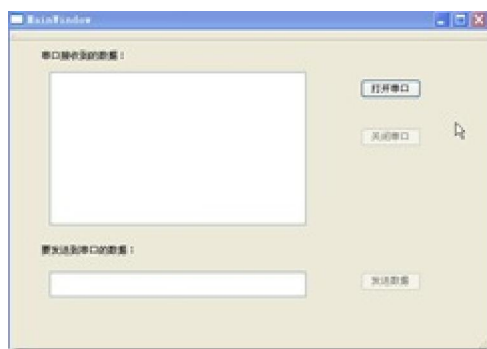 MainWindow
串口接收到的数据：
打开串口
关闭串口
要发送到串口的数据：
发送数据